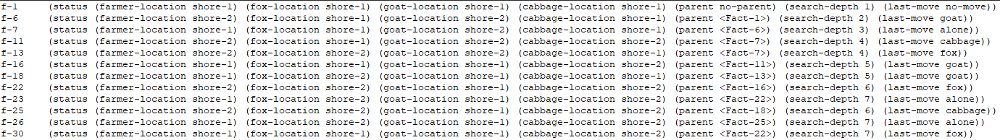 f-1 (status (farmer-location shore-1) (fox-location shore-1) (goat-location shore-1) (cabbage-location shore-1) (parent no-parent) (search-depth 1) (last-move no-move))
f-6 (status (farmer-location shore-2) (fox-location shore-1) (goat-location shore-2) (cabbage-location shore-1) (parent <Fact-1>) (search-depth 2) (last-move goat))
f-7 (status (farmer-location shore-1) (fox-location shore-1) (goat-location shore-2) (cabbage-location shore-1) (parent <Fact-6>) (search-depth 3) (last-move alone))
f-11 (status (farmer-location shore-2) (fox-location shore-1) (goat-location shore-2) (cabbage-location shore-2) (parent <Fact-7>) (search-depth 4) (last-move cabbage))
f-13 (status (farmer-location shore-2) (fox-location shore-2) (goat-location shore-2) (cabbage-location shore-1) (parent <Fact-7>) (search-depth 4) (last-move fox))
f-16 (status (farmer-location shore-1) (fox-location shore-1) (goat-location shore-1) (cabbage-location shore-2) (parent <Fact-11>) (search-depth 5) (last-move goat))
f-18 (status (farmer-location shore-1) (fox-location shore-2) (goat-location shore-1) (cabbage-location shore-1) (parent <Fact-13>) (search-depth 5) (last-move goat))
f-22 (status (farmer-location shore-2) (fox-location shore-2) (goat-location shore-1) (cabbage-location shore-2) (parent <Fact-16>) (search-depth 6) (last-move fox))
f-23 (status (farmer-location shore-1) (fox-location shore-2) (goat-location shore-1) (cabbage-location shore-2) (parent <Fact-22>) (search-depth 7) (last-move alone))
f-25 (status (farmer-location shore-2) (fox-location shore-2) (goat-location shore-1) (cabbage-location shore-2) (parent <Fact-18>) (search-depth 6) (last-move cabbage))
f-26 (status (farmer-location shore-1) (fox-location shore-2) (goat-location shore-1) (cabbage-location shore-2) (parent <Fact-25>) (search-depth 7) (last-move alone))
f-30 (status (farmer-location shore-1) (fox-location shore-1) (goat-location shore-1) (cabbage-location shore-2) (parent <Fact-22>) (search-depth 7) (last-move fox))